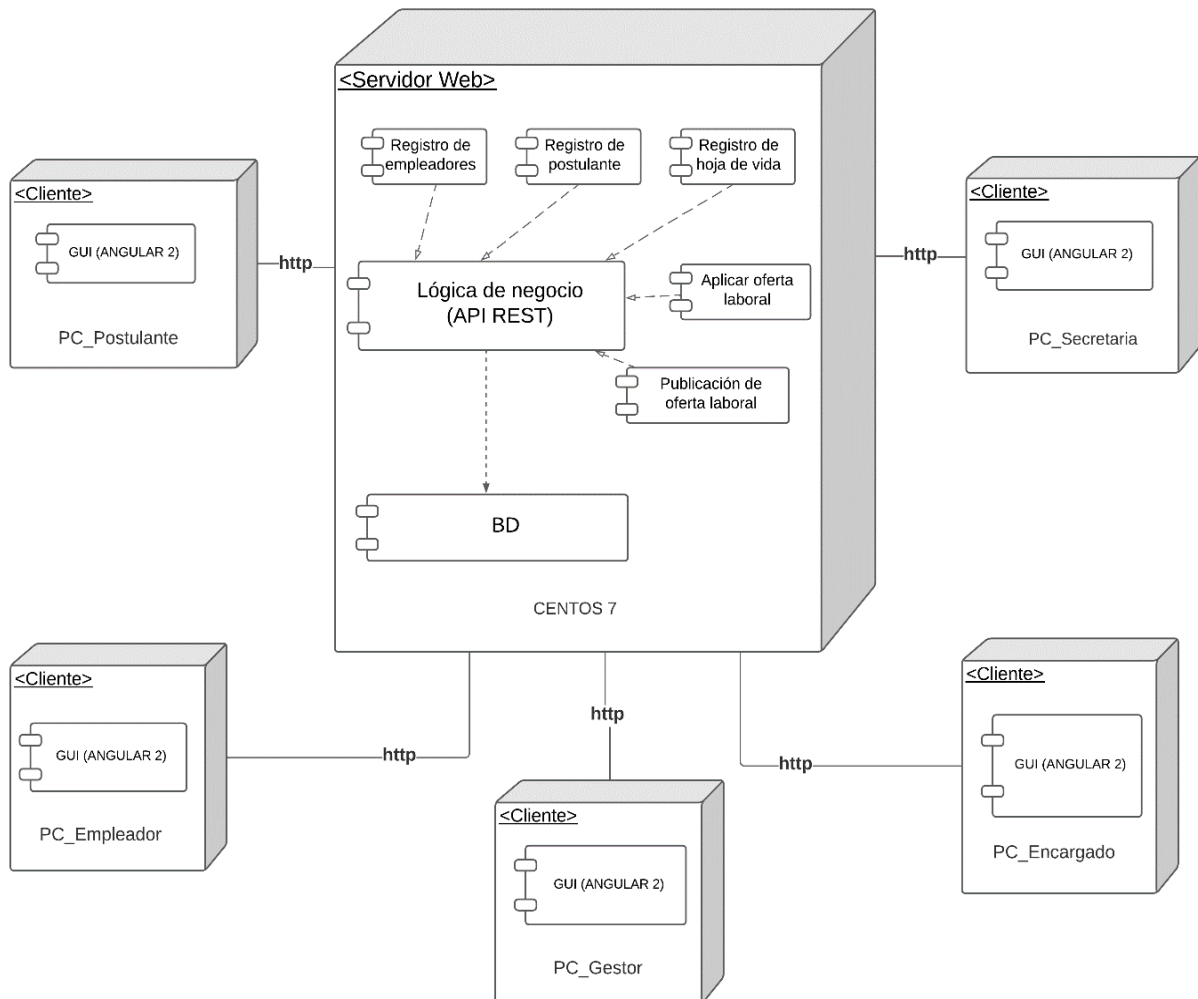 <Servidor Web>
Registro de
empleadores
Registro de
postulante
Registro de
hoja de vida
<Cliente>
GUI (ANGULAR 2)
PC_Postulante
http
Lógica de negocio
(API REST)
Aplicar oferta
laboral
Publicación de
oferta laboral
http
<Cliente>
GUI (ANGULAR 2)
PC_Secretaria
BD
CENTOS 7
<Cliente>
GUI (ANGULAR 2)
PC_Empleador
http
http
http
<Cliente>
GUI (ANGULAR 2)
PC_Encargado
<Cliente>
GUI (ANGULAR 2)
PC_Gestor